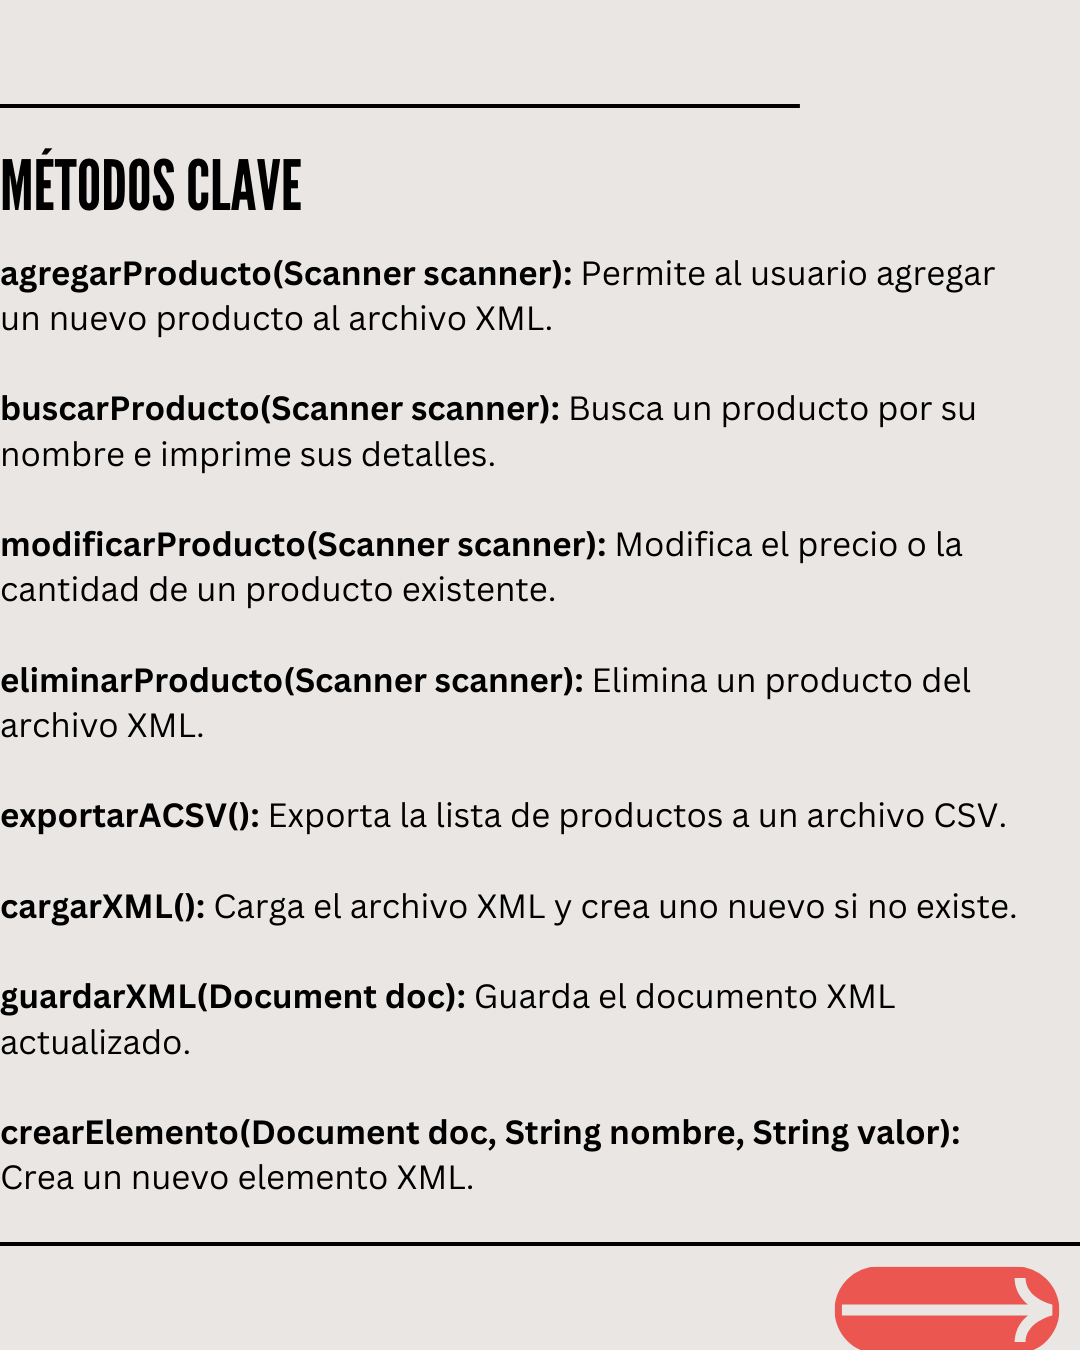 MÉTODOS CLAVE
agregarProducto(Scanner scanner): Permite al usuario agregar
un nuevo producto al archivo XML.
buscarProducto(Scanner scanner): Busca un producto por su
nombre e imprime sus detalles.
modificarProducto(Scanner scanner): Modifica el precio o la
cantidad de un producto existente.
eliminarProducto(Scanner scanner): Elimina un producto del
archivo XML.
exportarACSV(): Exporta la lista de productos a un archivo CSV.
cargarXML(): Carga el archivo XML y crea uno nuevo si no existe.
guardarXML(Document doc): Guarda el documento XML
actualizado.
crearElemento(Document doc, String nombre, String valor):
Crea un nuevo elemento XML.